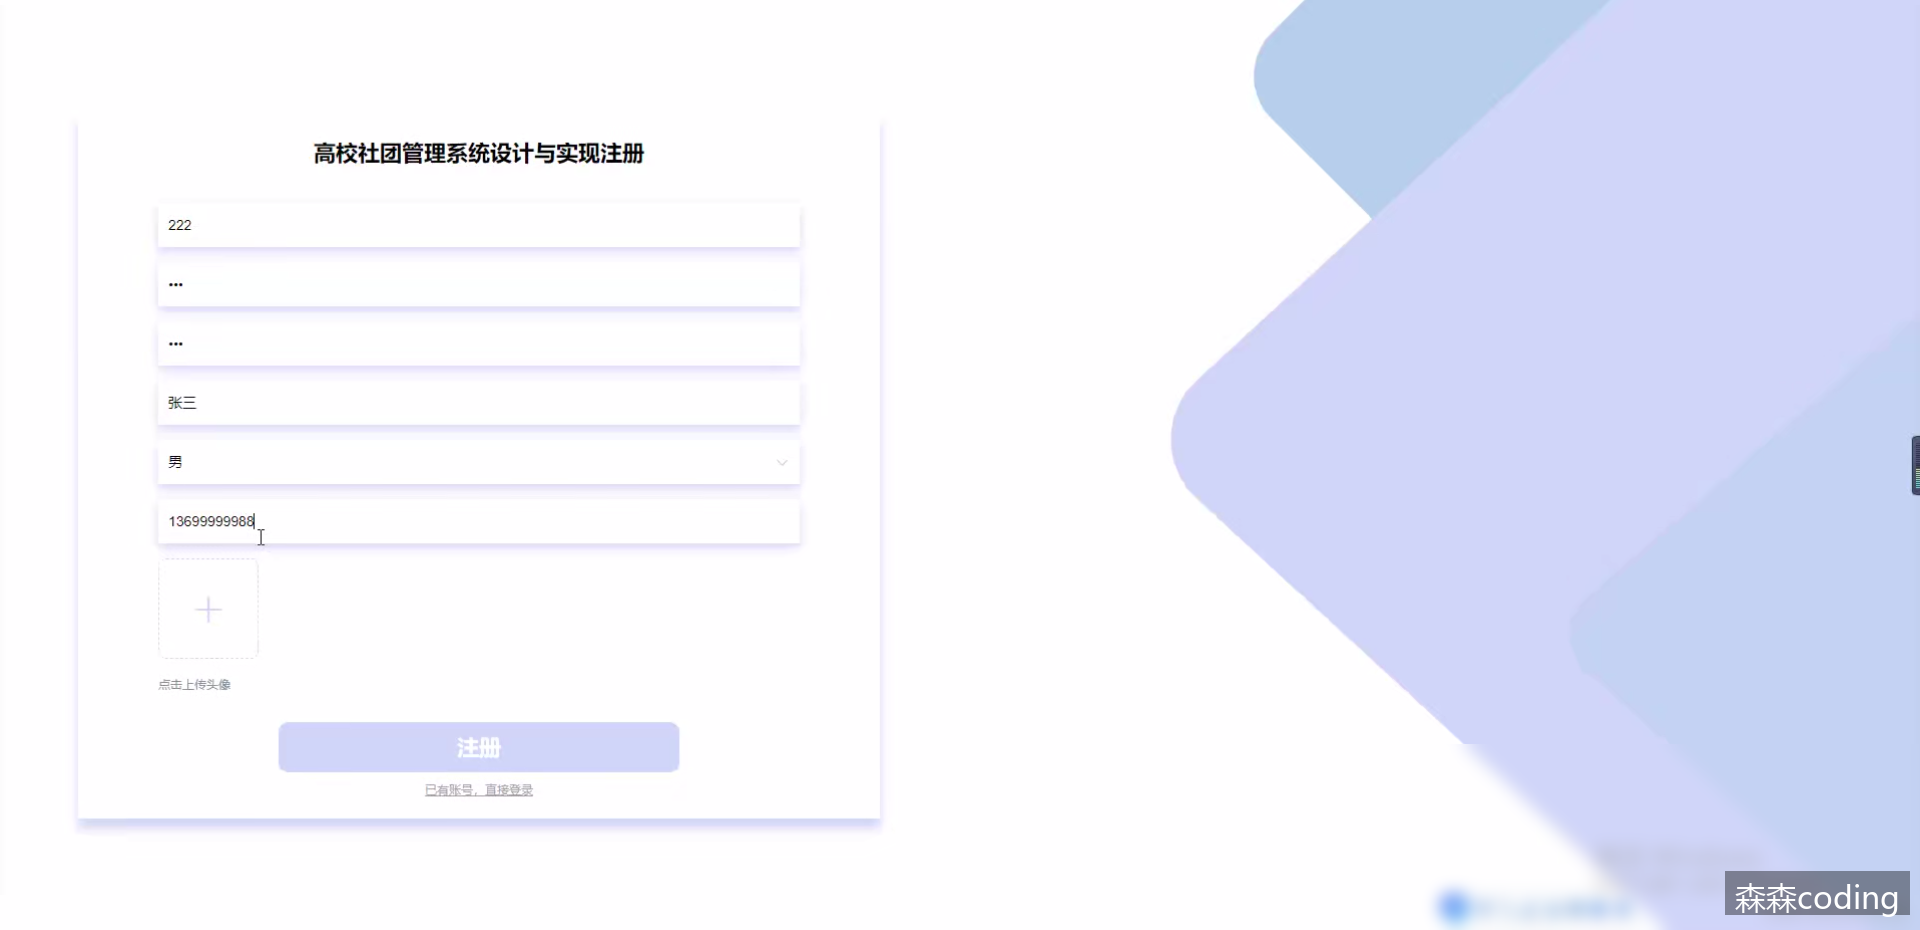 高校社团管理系统设计与实现注册
222
•••
•••
张三
男
13699999988
点击上传头像
注册
已有账号，直接登录
森森coding